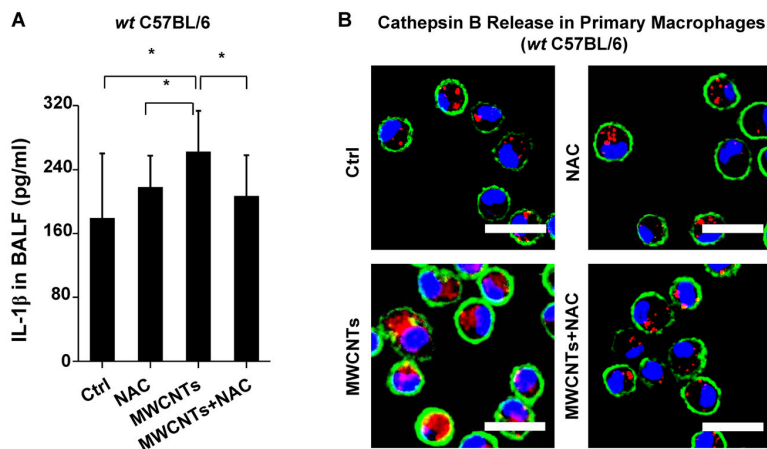 A
wt C57BL/6
*
*
*
IL-1β in BALF (pg/ml)
320
240
160
80
0
Ctrl
NAC
MWCNTs
MWCNTs+NAC
B
Cathepsin B Release in Primary Macrophages
(wt C57BL/6)
Ctrl
NAC
MWCNTs
MWCNTs+NAC